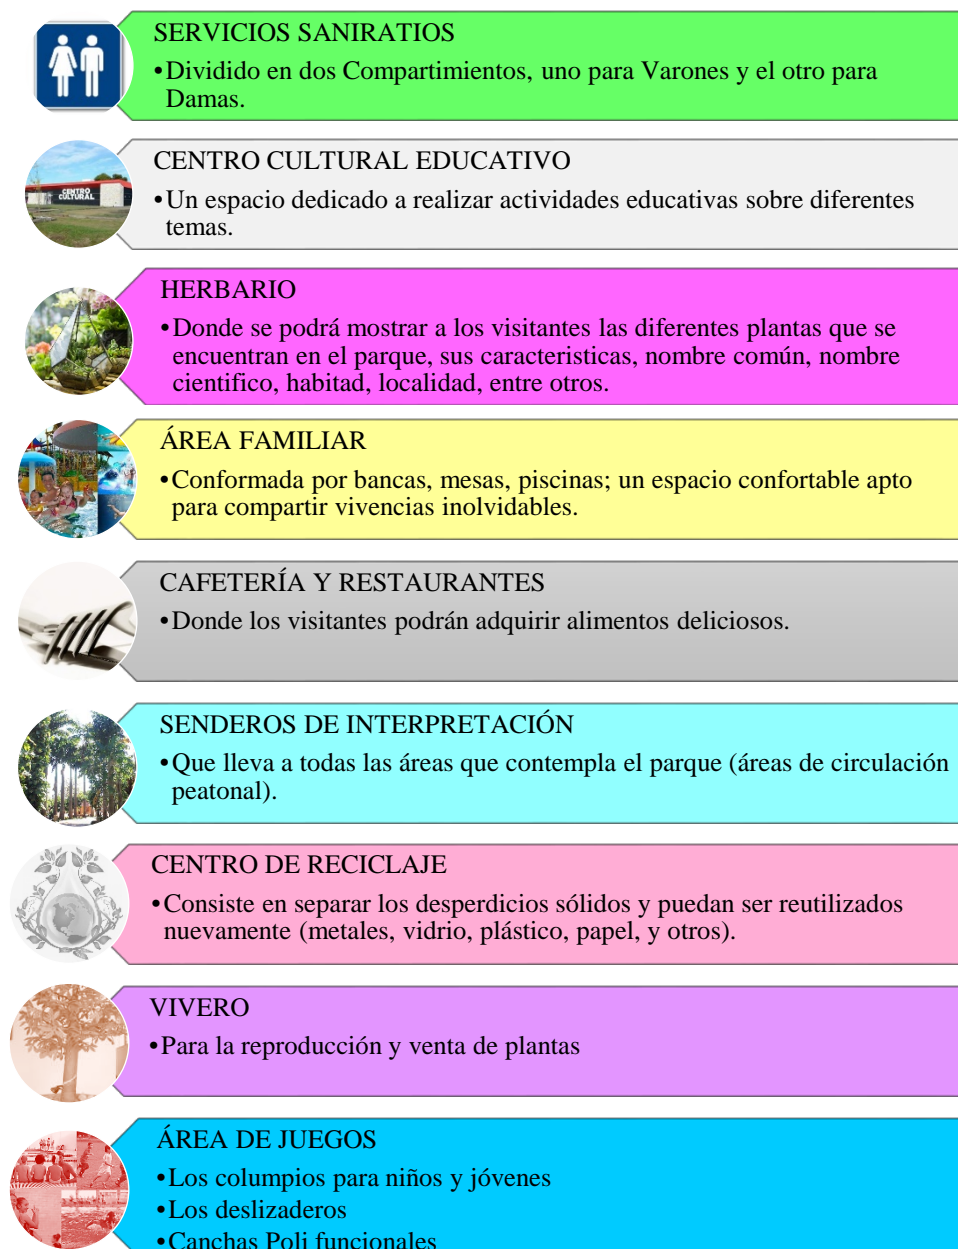 SERVICIOS SANIRATIOS
•Dividido en dos Compartimientos, uno para Varones y el otro para
Damas.
CENTRO CULTURAL EDUCATIVO
CENTRO
CULTURAL
•Un espacio dedicado a realizar actividades educativas sobre diferentes
temas.
HERBARIO
•Donde se podrá mostrar a los visitantes las diferentes plantas que se
encuentran en el parque, sus caracteristicas, nombre común, nombre
cientifico, habitad, localidad, entre otros.
ÁREA FAMILIAR
•Conformada por bancas, mesas, piscinas; un espacio confortable apto
para compartir vivencias inolvidables.
CAFETERÍA Y RESTAURANTES
•Donde los visitantes podrán adquirir alimentos deliciosos.
SENDEROS DE INTERPRETACIÓN
•Que lleva a todas las áreas que contempla el parque (áreas de circulación
peatonal).
CENTRO DE RECICLAJE
•Consiste en separar los desperdicios sólidos y puedan ser reutilizados
nuevamente (metales, vidrio, plástico, papel, y otros).
VIVERO
•Para la reproducción y venta de plantas
ÁREA DE JUEGOS
•Los columpios para niños y jóvenes
•Los deslizaderos
•Canchas Poli funcionales